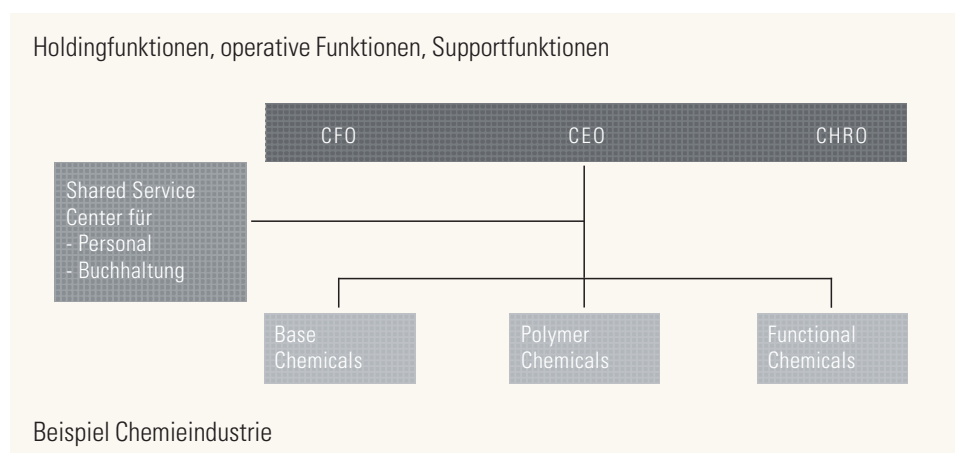 Holdingfunktionen, operative Funktionen, Supportfunktionen
CFO CEO CHRO
Shared Service
Center für
- Personal
- Buchhaltung
Base
Chemicals
Polymer
Chemicals
Functional
Chemicals
Beispiel Chemieindustrie